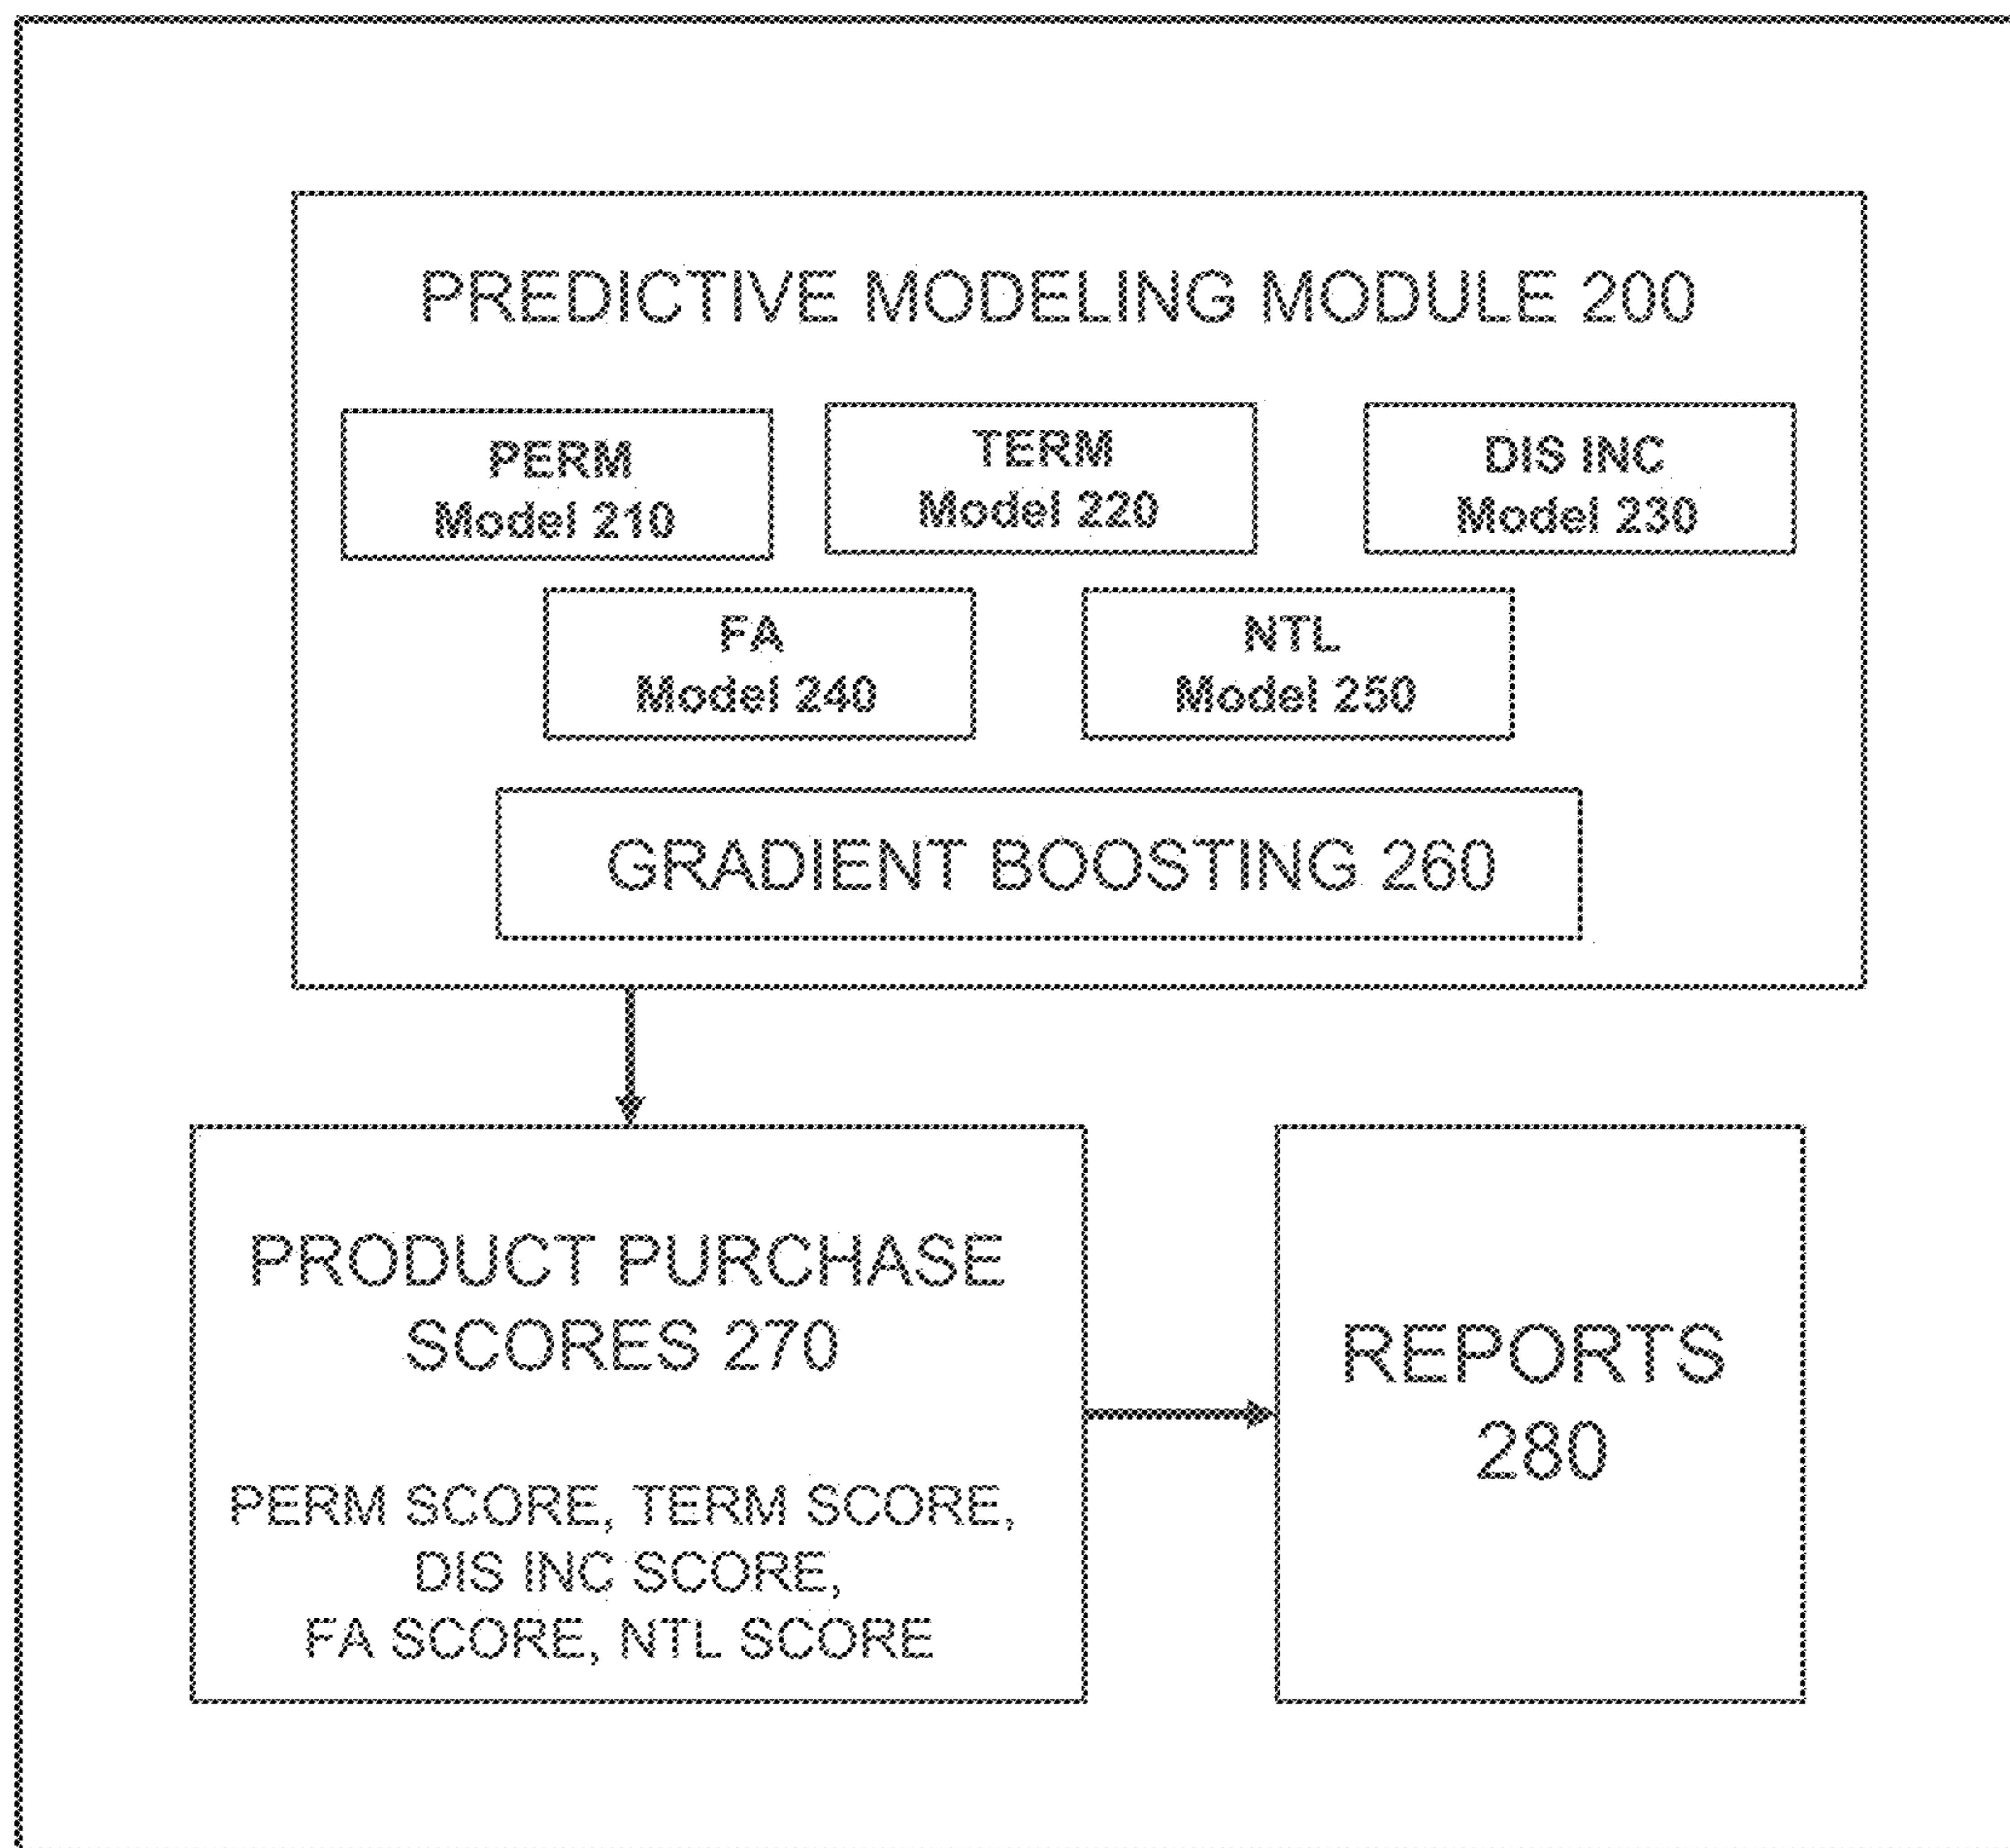 PREDICTIVE MODELING MODULE 200
PERM
Model 210
TERM
Model 220
DIS INC
Model 230
FA
Model 240
NTL
Model 250
GRADIENT BOOSTING 260
PRODUCT PURCHASE
SCORES 270
PERM SCORE, TERM SCORE,
DIS INC SCORE,
FA SCORE, NTL SCORE
REPORTS
280